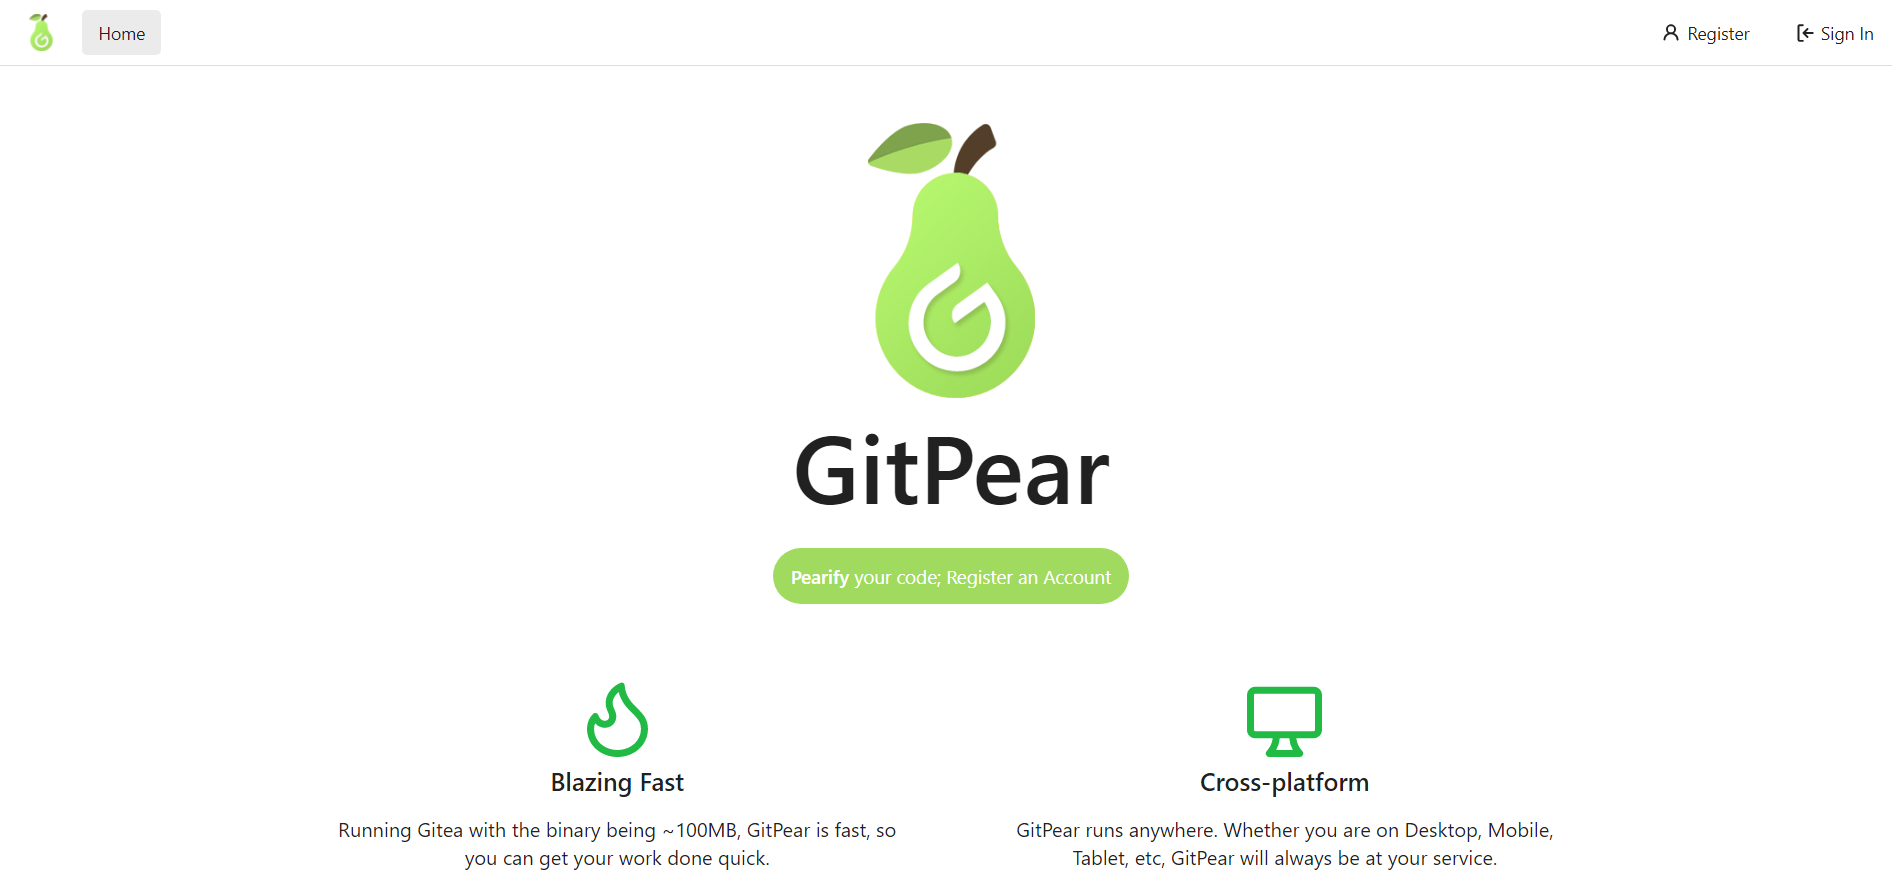 Home
Register
Sign In
GitPear
Pearify your code; Register an Account
Blazing Fast
Running Gitea with the binary being ~100MB, GitPear is fast, so
you can get your work done quick.
Cross-platform
GitPear runs anywhere. Whether you are on Desktop, Mobile,
Tablet, etc, GitPear will always be at your service.